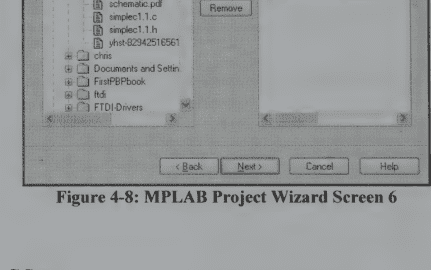 schematic.pdf
simplec1.1.c
simplec1.1.h
yhst-82942516561
chris
Documents and Settin
FastPBPbook
ftdi
FTDI-Drivers
Remove
< Back
Next >
Cancel
Help
Figure 4-8: MPLAB Project Wizard Screen 6